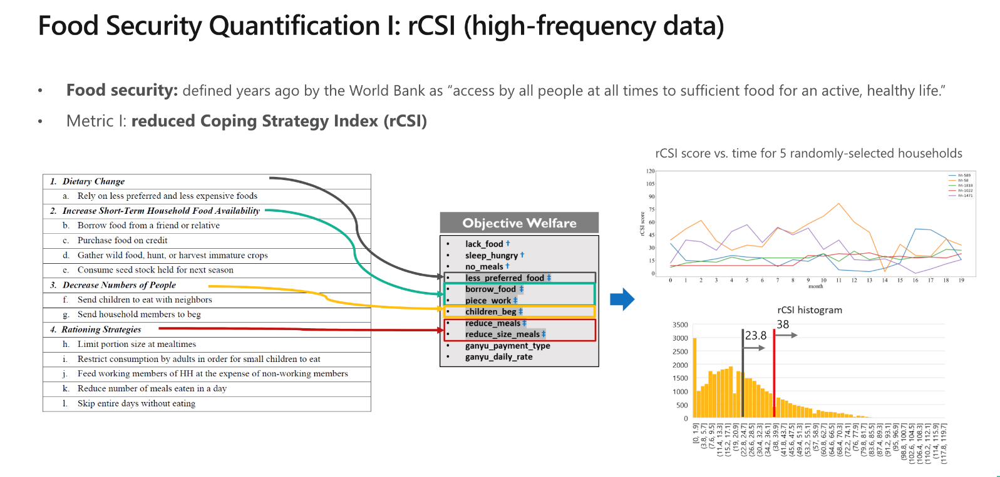 Food Security Quantification I: rCSI (high-frequency data)
• Food security: defined years ago by the World Bank as “access by all people at all times to sufficient food for an active, healthy life.”
• Metric I: reduced Coping Strategy Index (rCSI)
1. Dietary Change
a. Rely on less preferred and less expensive foods
2. Increase Short-Term Household Food Availability
b. Borrow food from a friend or relative
c. Purchase food on credit
d. Gather wild food, hunt, or harvest immature crops
e. Consume seed stock held for next season
3. Decrease Numbers of People
f. Send children to eat with neighbors
g. Send household members to beg
4. Rationing Strategies
h. Limit portion size at mealtimes
i. Restrict consumption by adults in order for small children to eat
j. Feed working members of HH at the expense of non-working members
k. Reduce number of meals eaten in a day
l. Skip entire days without eating
Objective Welfare
• lack_food †
• sleep_hungry †
• no_meals †
• less_preferred_food ‡
• borrow_food ‡
• piece_work ‡
• children_beg ‡
• reduce_meals ‡
• reduce_size_meals ‡
• ganyu_payment_type
• ganyu_daily_rate
rCSI score vs. time for 5 randomly-selected households
120
105
90
75
60
45
30
15
0
rCSI score
hh-589
hh-58
hh-1818
hh-1022
hh-1471
0 1 2 3 4 5 6 7 8 9 10 11 12 13 14 15 16 17 18 19
month
rCSI histogram
38
23.8
3500
3000
2500
2000
1500
1000
500
0
[0, 1.9]
(3.8, 5.7]
(7.6, 9.5]
(11.4, 13.3]
(15.2, 17.1]
(19, 20.9]
(22.8, 24.7]
(26.6, 28.5]
(30.4, 32.3]
(34.2, 36.1]
(38, 39.9]
(41.8, 43.7]
(45.6, 47.5]
(49.4, 51.3]
(53.2, 55.1]
(57, 58.9]
(60.8, 62.7]
(64.6, 66.5]
(68.4, 70.3]
(72.2, 74.1]
(76, 77.9]
(79.8, 81.7]
(83.6, 85.5]
(87.4, 89.3]
(91.2, 93.1]
(95, 96.9]
(98.8, 100.7]
(102.6, 104.5]
(106.4, 108.3]
(110.2, 112.1]
(114, 115.9]
(117.8, 119.7]